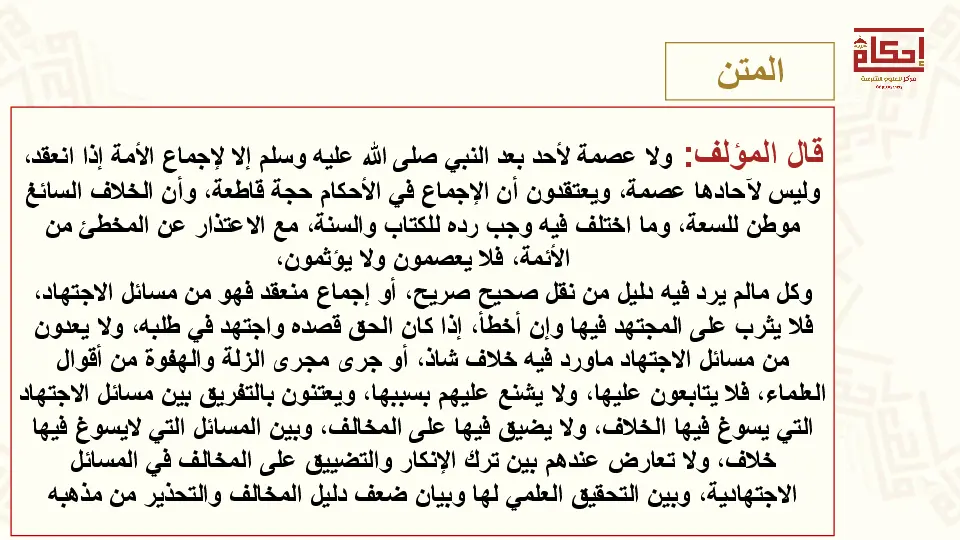 إحكام
مركز للعلوم الشرعية
المتن
قال المؤلف: ولا عصمة لأحد بعد النبي صلى الله عليه وسلم إلا لإجماع الأمة إذا انعقد،
وليس لآحادها عصمة، ويعتقدون أن الإجماع في الأحكام حجة قاطعة، وأن الخلاف السائغ
موطن للسعة، وما اختلف فيه وجب رده للكتاب والسنة، مع الاعتذار عن المخطئ من
الأئمة، فلا يعصمون ولا يؤثمون،
وكل مالم يرد فيه دليل من نقل صحيح صريح، أو إجماع منعقد فهو من مسائل الاجتهاد،
فلا يثرب على المجتهد فيها وإن أخطأ، إذا كان الحق قصده واجتهد في طلبه، ولا يعدون
من مسائل الاجتهاد ماورد فيه خلاف شاذ، أو جرى مجرى الزلة والهفوة من أقوال
العلماء، فلا يتابعون عليها، ولا يشنع عليهم بسببها، ويعتنون بالتفريق بين مسائل الاجتهاد
التي يسوغ فيها الخلاف، ولا يضيق فيها على المخالف، وبين المسائل التي لايسوغ فيها
خلاف، ولا تعارض عندهم بين ترك الإنكار والتضييق على المخالف في المسائل
الاجتهادية، وبين التحقيق العلمي لها وبيان ضعف دليل المخالف والتحذير من مذهبه